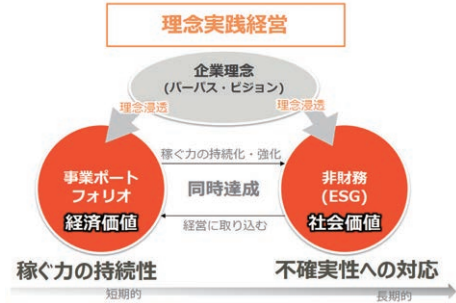 理念実践経営
企業理念
(パーパス・ビジョン)
理念浸透
理念浸透
稼ぐ力の持続化・強化
事業ポート
フォリオ
経済価値
同時達成
非財務
(ESG)
社会価値
経営に取り込む
稼ぐ力の持続性
不確実性への対応
短期的
長期的